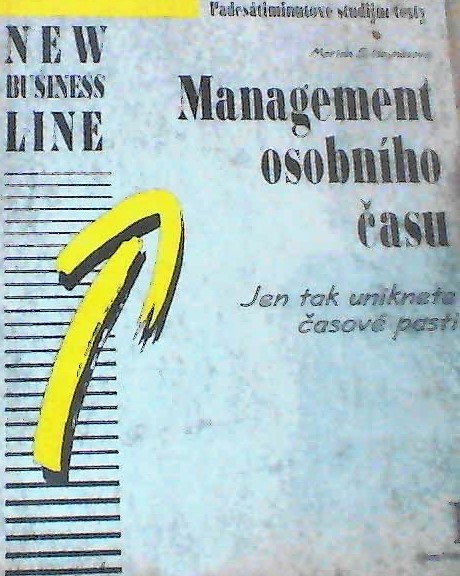 Padesátiminutové studijní texty
NEW
BUSINESS
LINE
Management
osobního
času
Jen tak uniknete
časové pasti